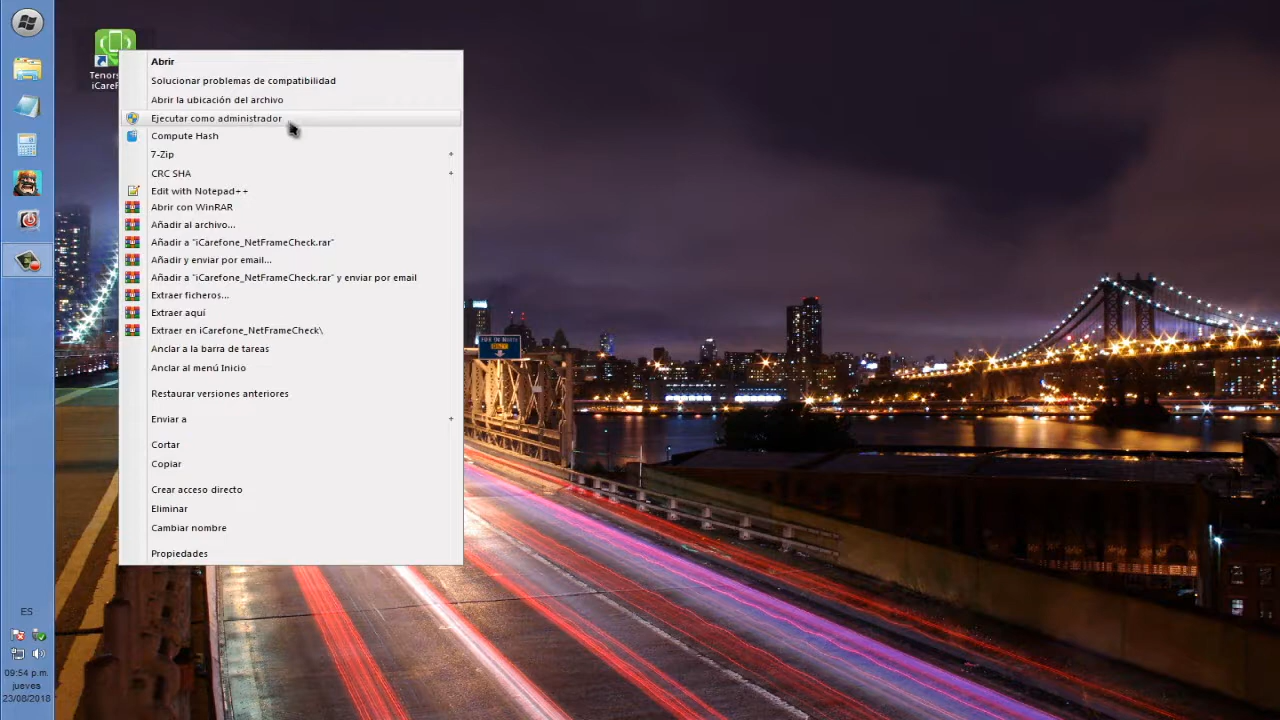 Tenors
iCareF
Abrir
Solucionar problemas de compatibilidad
Abrir la ubicación del archivo
Ejecutar como administrador
Compute Hash
7-Zip
CRC SHA
Edit with Notepad++
Abrir con WinRAR
Añadir al archivo...
Añadir a "iCarefone_NetFrameCheck.rar"
Añadir y enviar por email...
Añadir a "iCarefone_NetFrameCheck.rar" y enviar por email
Extraer ficheros...
Extraer aquí
Extraer en iCarefone_NetFrameCheck\
Anclar a la barra de tareas
Anclar al menú Inicio
Restaurar versiones anteriores
Enviar a
Cortar
Copiar
Crear acceso directo
Eliminar
Cambiar nombre
Propiedades
ES
09:54 p.m.
jueves
23/08/2018